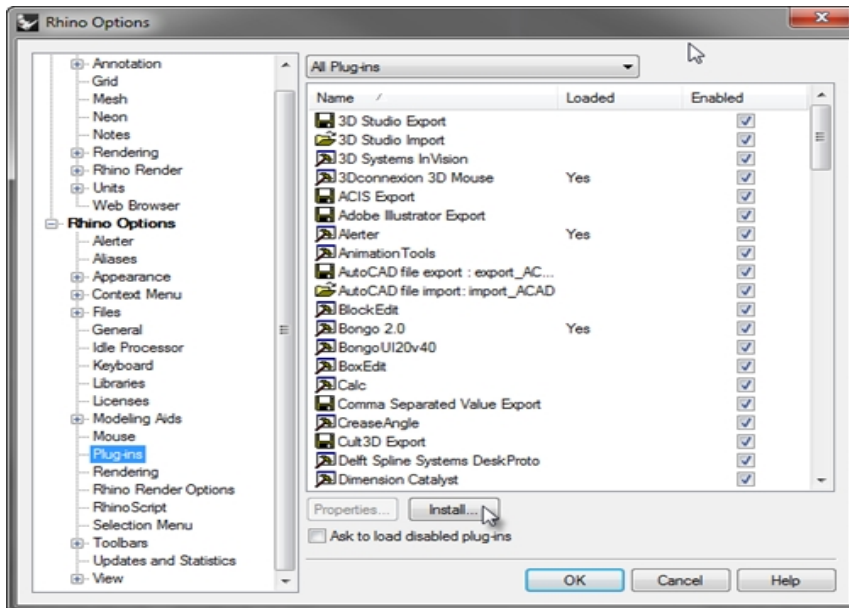 Rhino Options
Annotation
Grid
Mesh
Neon
Notes
Rendering
Rhino Render
Units
Web Browser
Rhino Options
Alerter
Aliases
Appearance
Context Menu
Files
General
Idle Processor
Keyboard
Libraries
Licenses
Modeling Aids
Mouse
Plug-ins
Rendering
Rhino Render Options
RhinoScript
Selection Menu
Toolbars
Updates and Statistics
View
All Plug-ins
Name Loaded Enabled
3D Studio Export
3D Studio Import
3D Systems InVision
3Dconnexion 3D Mouse Yes
ACIS Export
Adobe Illustrator Export
Alerter Yes
AnimationTools
AutoCAD file export : export_AC...
AutoCAD file import: import_ACAD
BlockEdit
Bongo 2.0 Yes
BongoUI20v40
BoxEdit
Calc
Comma Separated Value Export
CreaseAngle
Cult3D Export
Delft Spline Systems DeskProto
Dimension Catalyst
Properties... Install...
Ask to load disabled plug-ins
OK Cancel Help